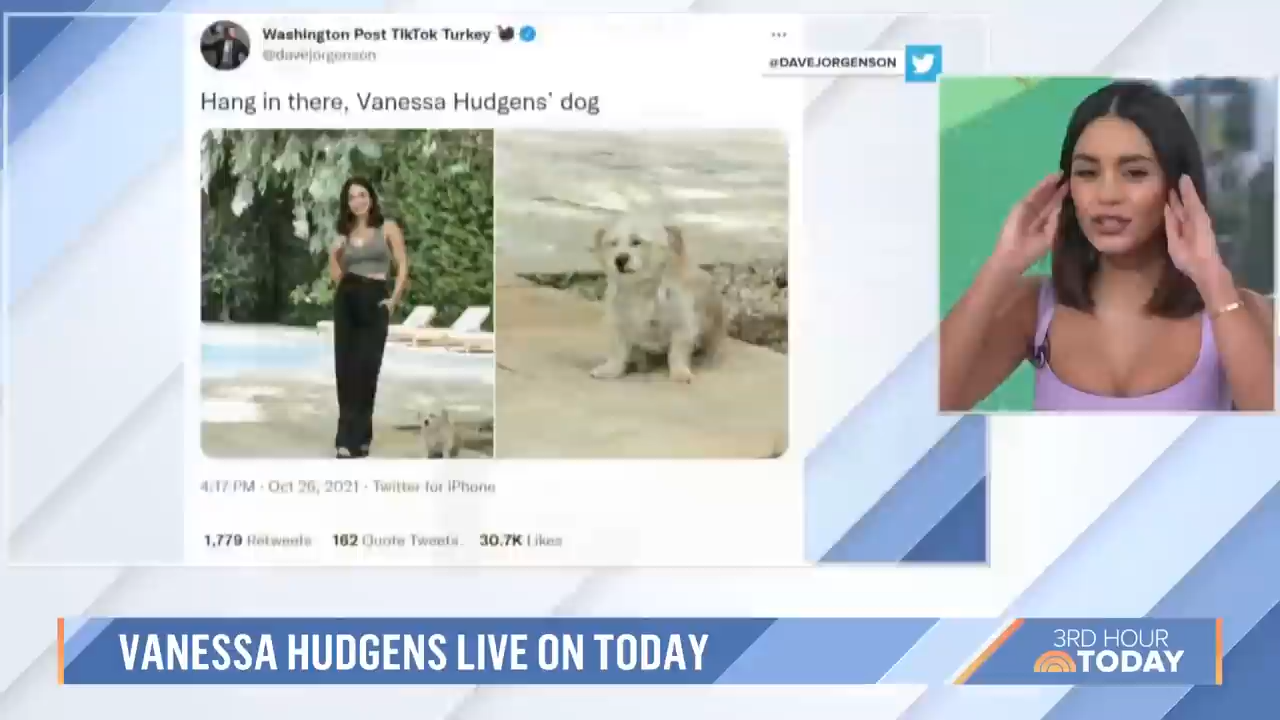 Washington Post TikTok Turkey
@davejorgenson
@DAVEJORGENSON
Hang in there, Vanessa Hudgens' dog
4:17 PM · Oct 26, 2021 · Twitter for iPhone
1,779 Retweets 162 Quote Tweets 30.7K Likes
VANESSA HUDGENS LIVE ON TODAY
3RD HOUR
TODAY